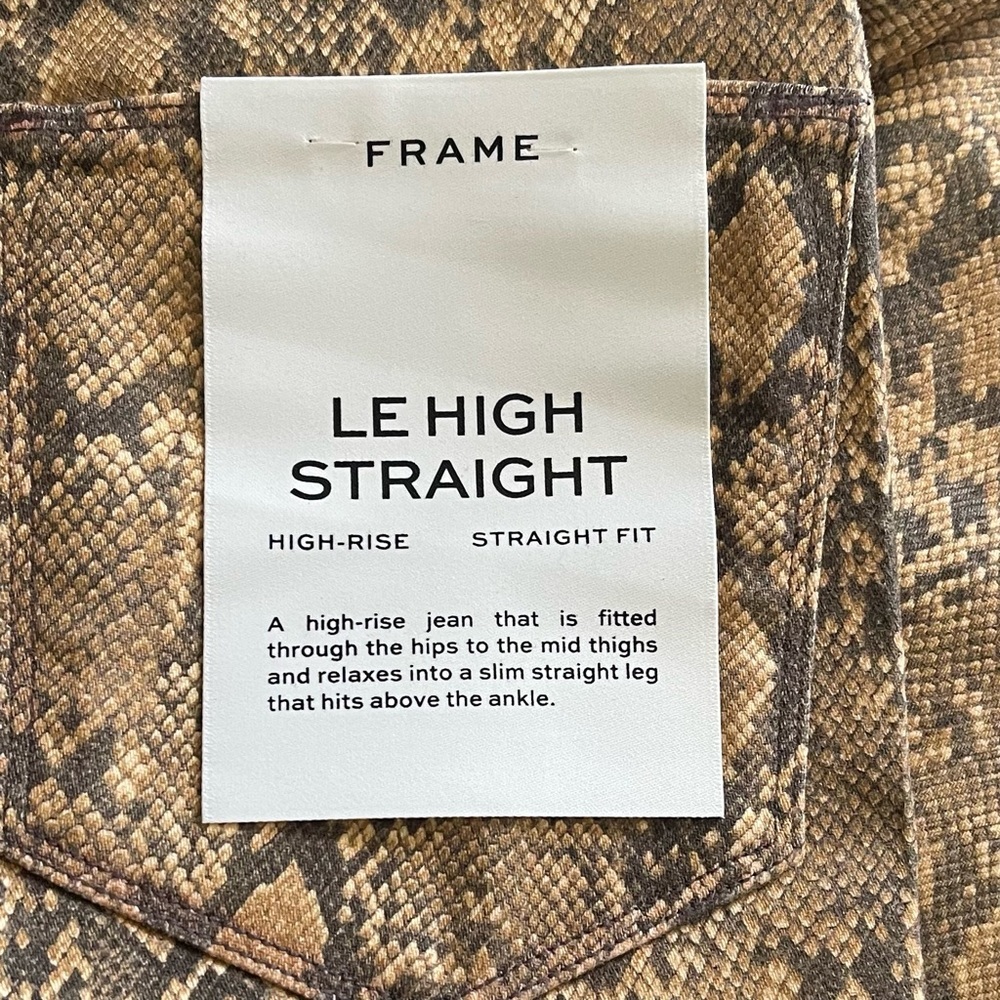 FRAME
LE HIGH
STRAIGHT
HIGH-RISE STRAIGHT FIT
A high-rise jean that is fitted
through the hips to the mid thighs
and relaxes into a slim straight leg
that hits above the ankle.